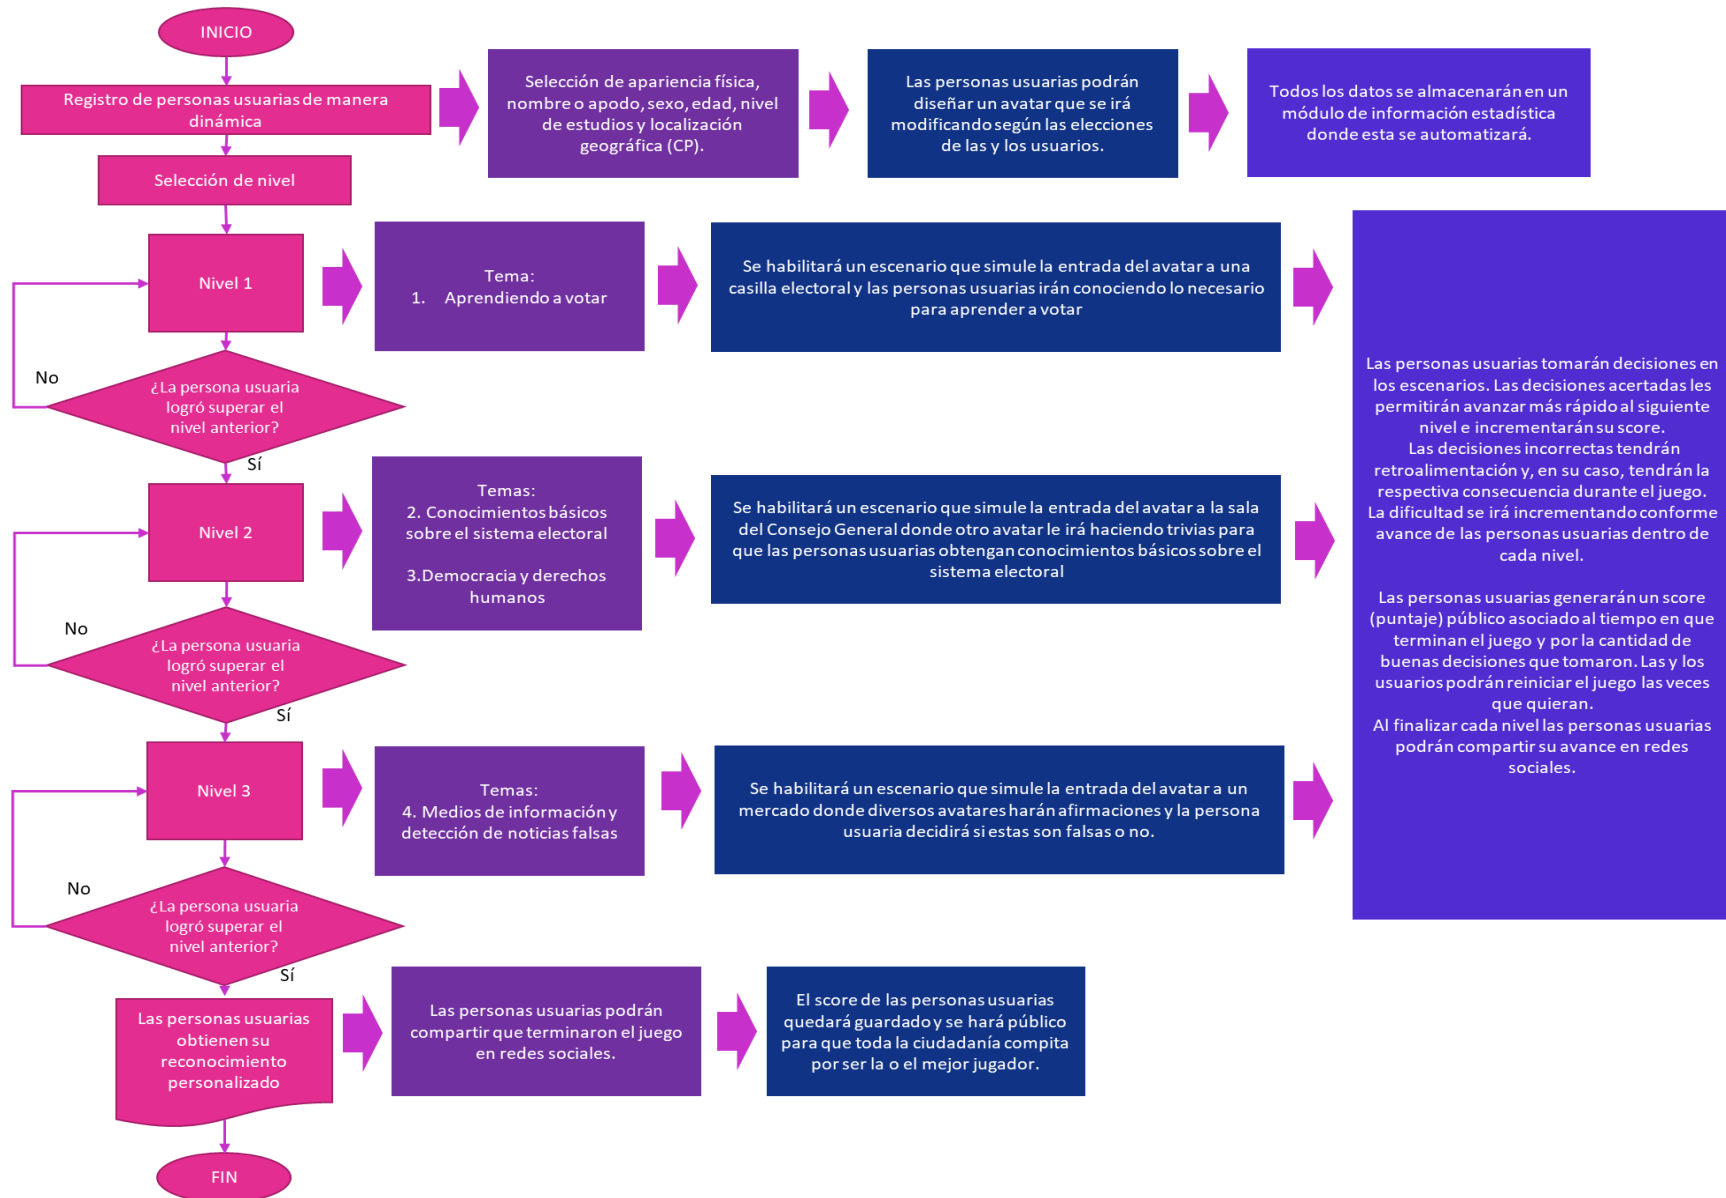 INICIO
Registro de personas usuarias de manera
dinámica
Selección de apariencia física,
nombre o apodo, sexo, edad, nivel
de estudios y localización
geográfica (CP).
Las personas usuarias podrán
diseñar un avatar que se irá
modificando según las elecciones
de las y los usuarios.
Todos los datos se almacenarán en un
módulo de información estadística
donde esta se automatizará.
Selección de nivel
Nivel 1
Tema:
1. Aprendiendo a votar
Se habilitará un escenario que simule la entrada del avatar a una
casilla electoral y las personas usuarias irán conociendo lo necesario
para aprender a votar
No
¿La persona usuaria
logró superar el
nivel anterior?
Sí
Nivel 2
Temas:
2. Conocimientos básicos
sobre el sistema electoral
3.Democracia y derechos
humanos
Se habilitará un escenario que simule la entrada del avatar a la sala
del Consejo General donde otro avatar le irá haciendo trivias para
que las personas usuarias obtengan conocimientos básicos sobre el
sistema electoral
No
¿La persona usuaria
logró superar el
nivel anterior?
Sí
Nivel 3
Temas:
4. Medios de información y
detección de noticias falsas
Se habilitará un escenario que simule la entrada del avatar a un
mercado donde diversos avatares harán afirmaciones y la persona
usuaria decidirá si estas son falsas o no.
Las personas usuarias tomarán decisiones en
los escenarios. Las decisiones acertadas les
permitirán avanzar más rápido al siguiente
nivel e incrementarán su score.
Las decisiones incorrectas tendrán
retroalimentación y, en su caso, tendrán la
respectiva consecuencia durante el juego.
La dificultad se irá incrementando conforme
avance de las personas usuarias dentro de
cada nivel.
Las personas usuarias generarán un score
(puntaje) público asociado al tiempo en que
terminan el juego y por la cantidad de
buenas decisiones que tomaron. Las y los
usuarios podrán reiniciar el juego las veces
que quieran.
Al finalizar cada nivel las personas usuarias
podrán compartir su avance en redes
sociales.
No
¿La persona usuaria
logró superar el
nivel anterior?
Sí
Las personas usuarias
obtienen su
reconocimiento
personalizado
Las personas usuarias podrán
compartir que terminaron el juego
en redes sociales.
El score de las personas usuarias
quedará guardado y se hará público
para que toda la ciudadanía compita
por ser la o el mejor jugador.
FIN